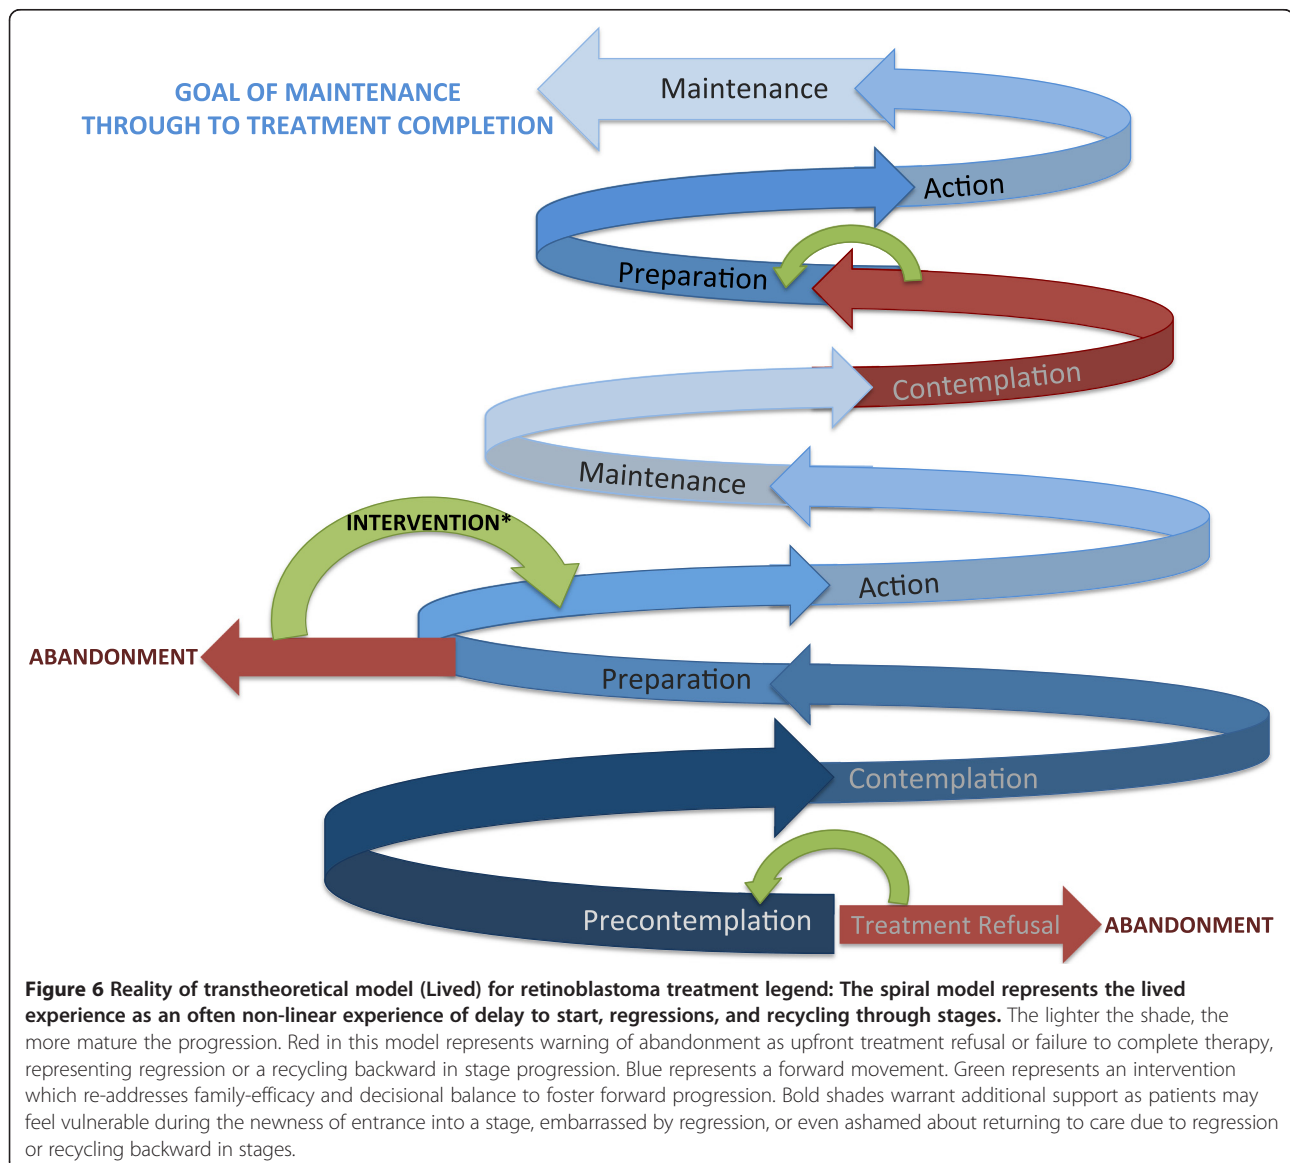 GOAL OF MAINTENANCE
THROUGH TO TREATMENT COMPLETION
Maintenance
Action
Preparation
Contemplation
Maintenance
INTERVENTION*
Action
ABANDONMENT
Preparation
Contemplation
Precontemplation
Treatment Refusal
ABANDONMENT
Figure 6 Reality of transtheoretical model (Lived) for retinoblastoma treatment legend: The spiral model represents the lived
experience as an often non-linear experience of delay to start, regressions, and recycling through stages. The lighter the shade, the
more mature the progression. Red in this model represents warning of abandonment as upfront treatment refusal or failure to complete therapy,
representing regression or a recycling backward in stage progression. Blue represents a forward movement. Green represents an intervention
which re-addresses family-efficacy and decisional balance to foster forward progression. Bold shades warrant additional support as patients may
feel vulnerable during the newness of entrance into a stage, embarrassed by regression, or even ashamed about returning to care due to regression
or recycling backward in stages.